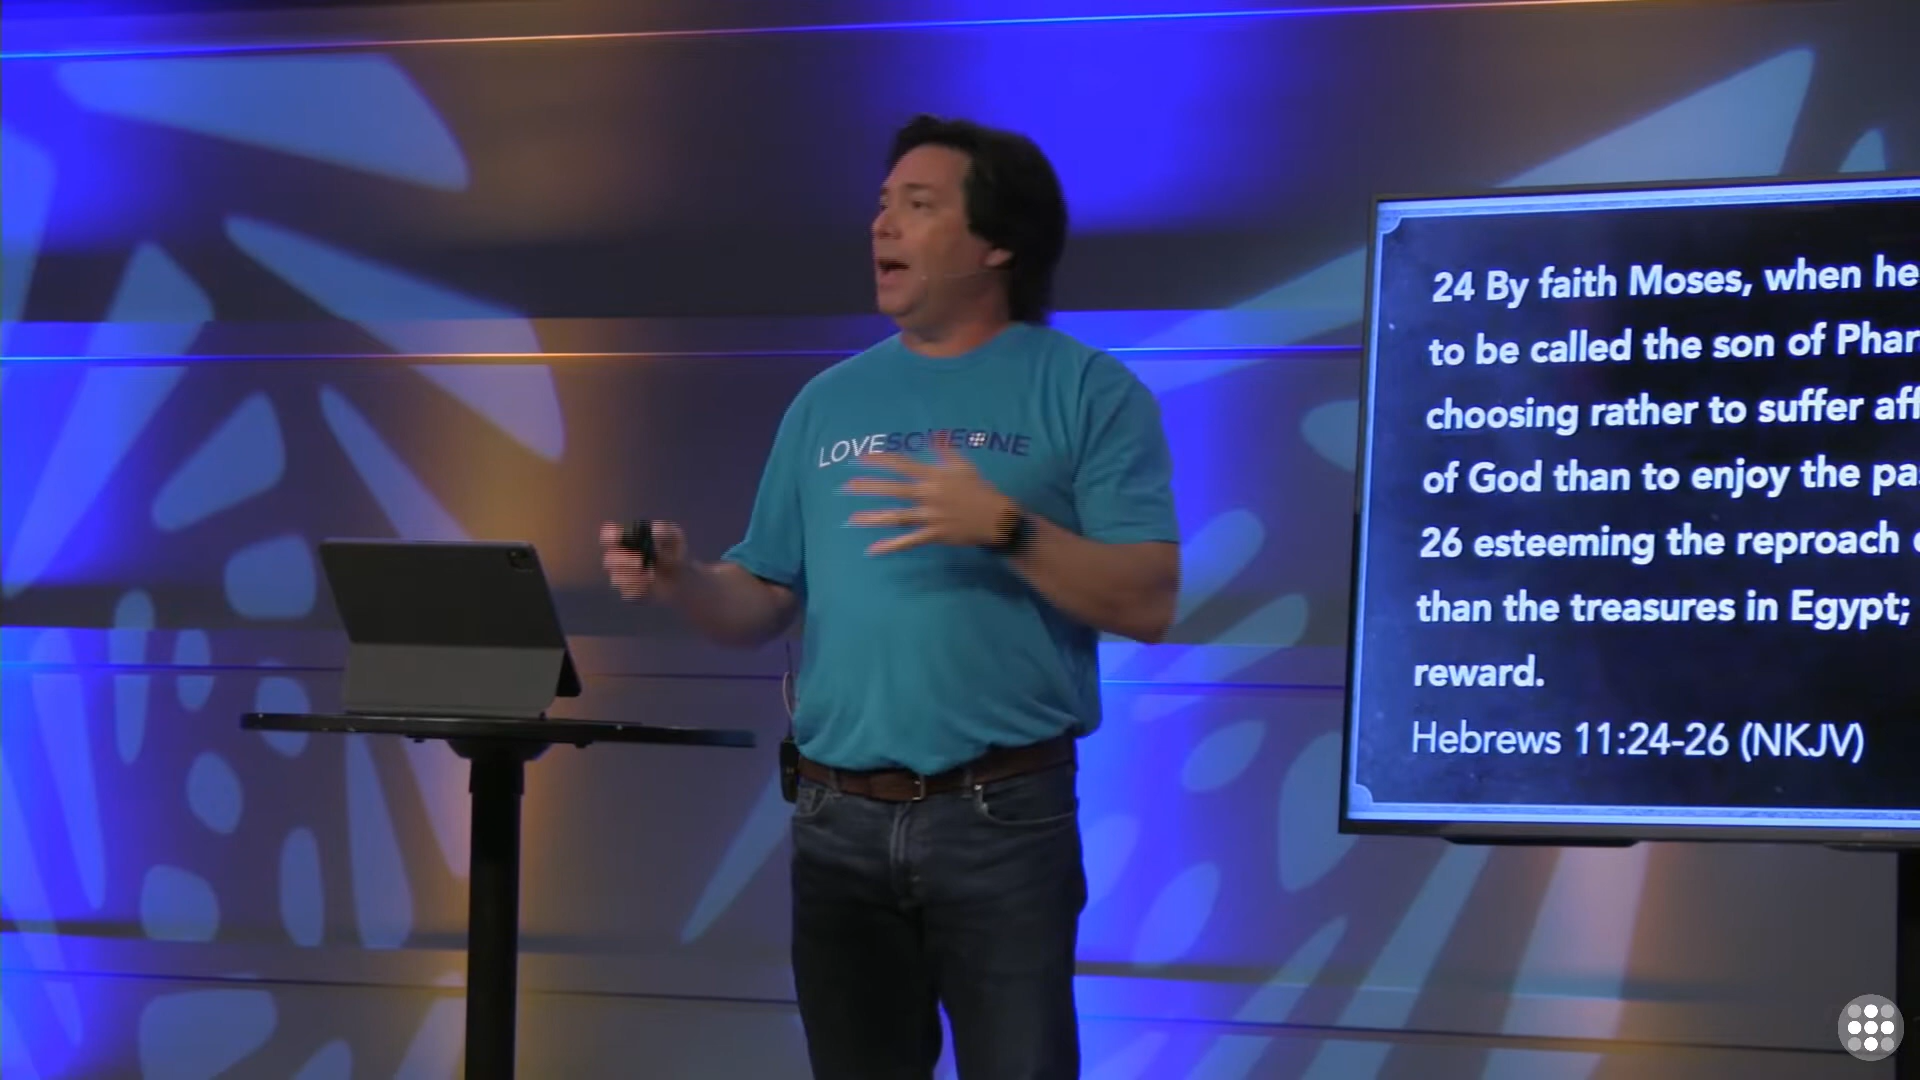 LOVESOMEONE
24 By faith Moses, when he
to be called the son of Phar
choosing rather to suffer aff
of God than to enjoy the pa
26 esteeming the reproach
than the treasures in Egypt;
reward.
Hebrews 11:24-26 (NKJV)